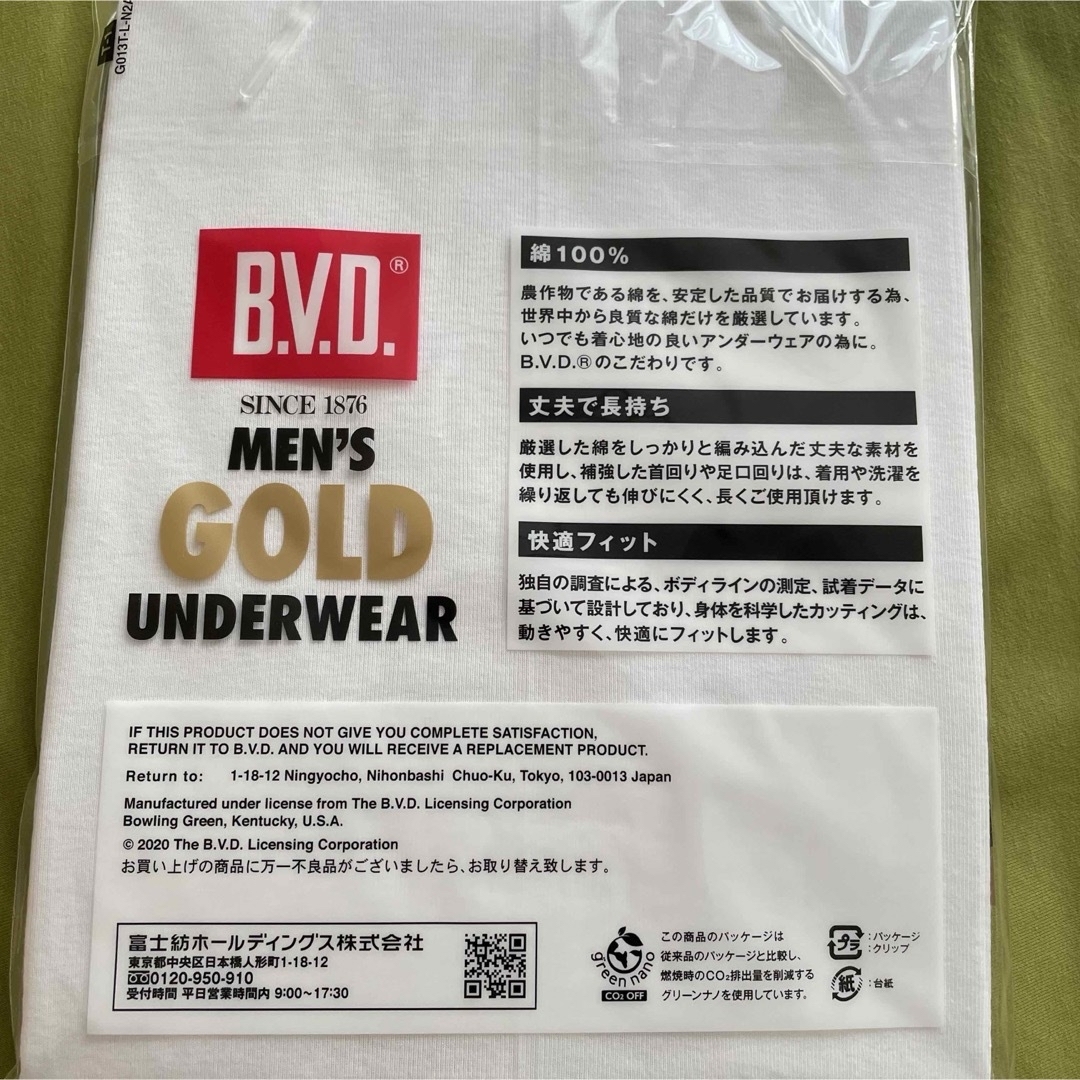 G013T-L-N2A
B.V.D.®
SINCE 1876
MEN'S
GOLD
UNDERWEAR
綿100%
農作物である綿を、安定した品質でお届けする為、
世界中から良質な綿だけを厳選しています。
いつでも着心地の良いアンダーウェアの為に。
B.V.D.®のこだわりです。
丈夫で長持ち
厳選した綿をしっかりと編み込んだ丈夫な素材を
使用し、補強した首回りや足口回りは、着用や洗濯を
繰り返しても伸びにくく、長くご使用頂けます。
快適フィット
独自の調査による、ボディラインの測定、試着データに
基づいて設計しており、身体を科学したカッティングは、
動きやすく、快適にフィットします。
IF THIS PRODUCT DOES NOT GIVE YOU COMPLETE SATISFACTION,
RETURN IT TO B.V.D. AND YOU WILL RECEIVE A REPLACEMENT PRODUCT.
Return to: 1-18-12 Ningyocho, Nihonbashi Chuo-Ku, Tokyo, 103-0013 Japan
Manufactured under license from The B.V.D. Licensing Corporation
Bowling Green, Kentucky, U.S.A.
© 2020 The B.V.D. Licensing Corporation
お買い上げの商品に万一不良品がございましたら、お取り替え致します。
富士紡ホールディングス株式会社
東京都中央区日本橋人形町1-18-12
0120-950-910
受付時間 平日営業時間内 9:00~17:30
green nano
CO₂ OFF
この商品のパッケージは
従来品のパッケージと比較し、
燃焼時のCO₂排出量を削減する
グリーンナノを使用しています。
プラ :パッケージ
:クリップ
紙 :台紙